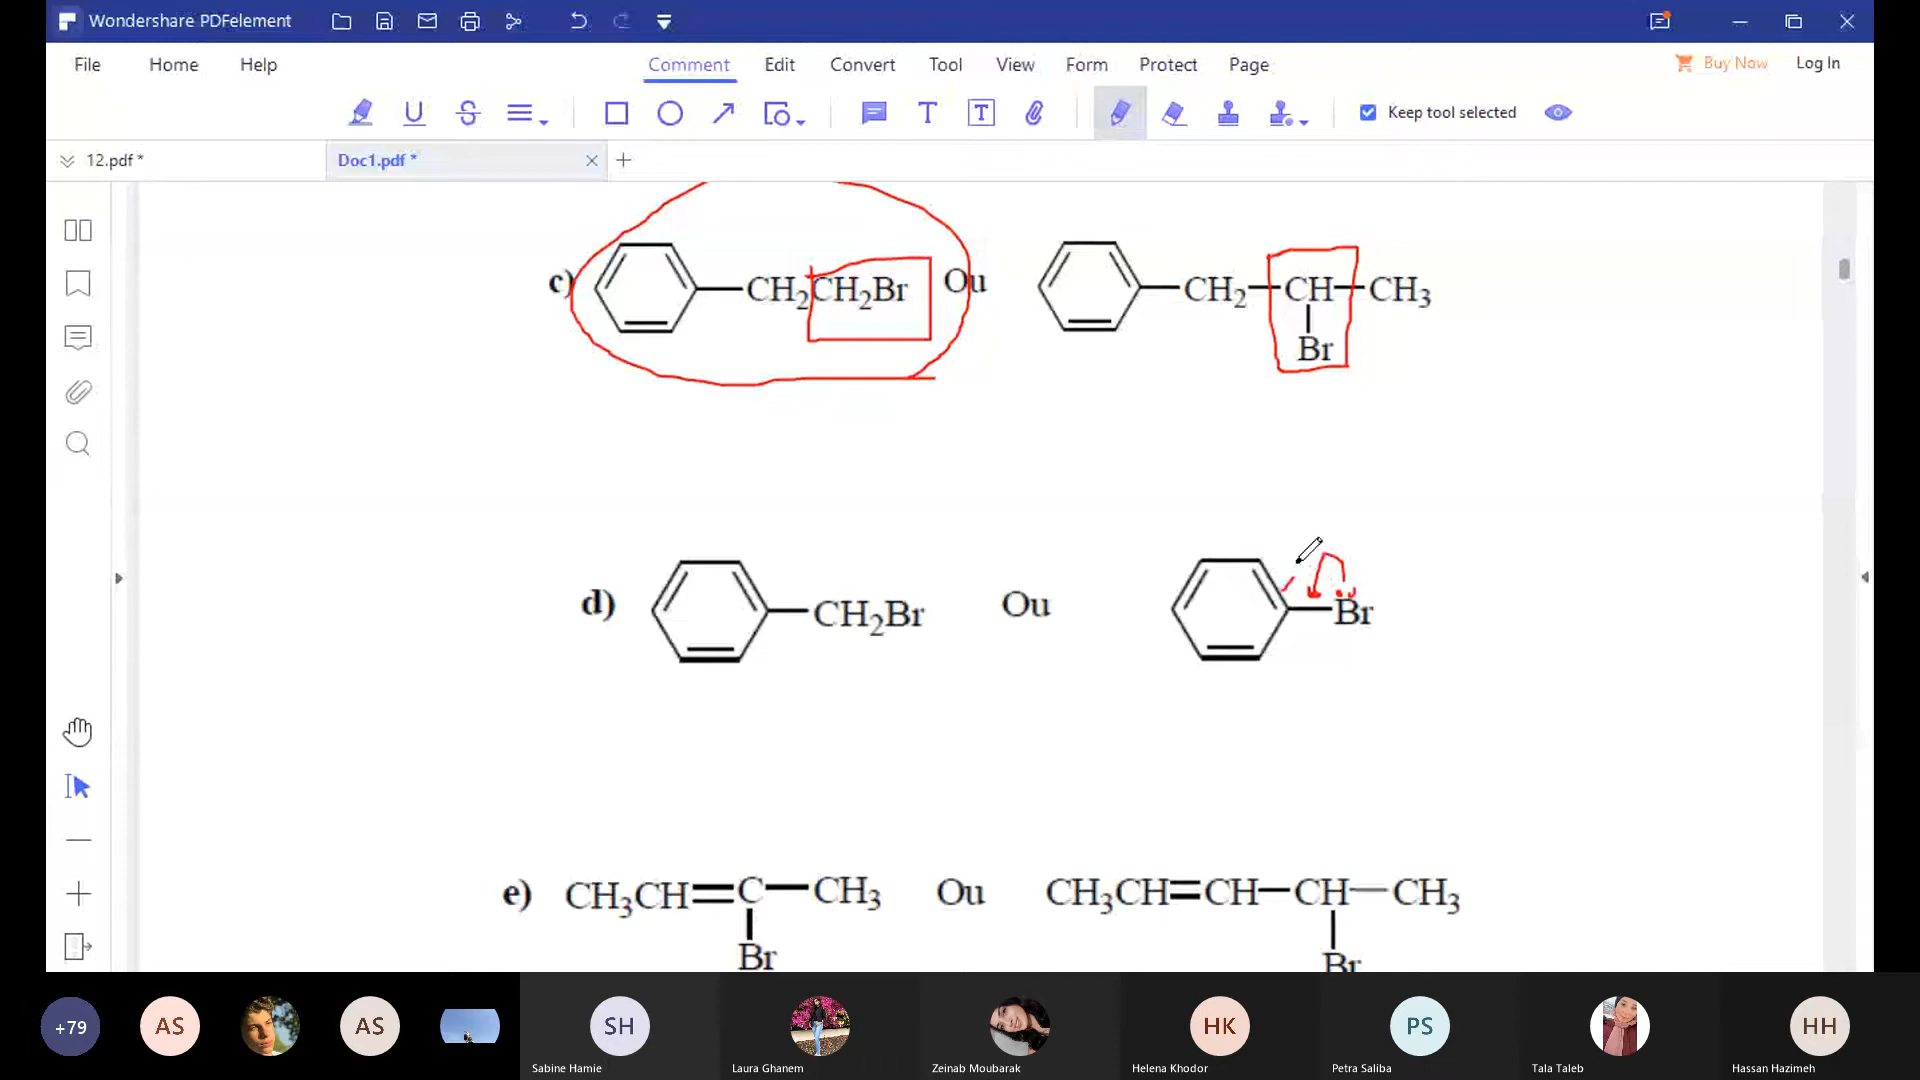 Wondershare PDFelement
File Home Help Comment Edit Convert Tool View Form Protect Page Buy Now Log In
Keep tool selected
12.pdf * Doc1.pdf *
c) CH2CH2Br Ou CH2—CH—CH3
Br
d) CH2Br Ou Br
e) CH3CH=C—CH3 Ou CH3CH=CH—CH—CH3
Br Br
+79 AS AS SH HK PS HH
Sabine Hamie Laura Ghanem Zeinab Moubarak Helena Khodor Petra Saliba Tala Taleb Hassan Hazimeh